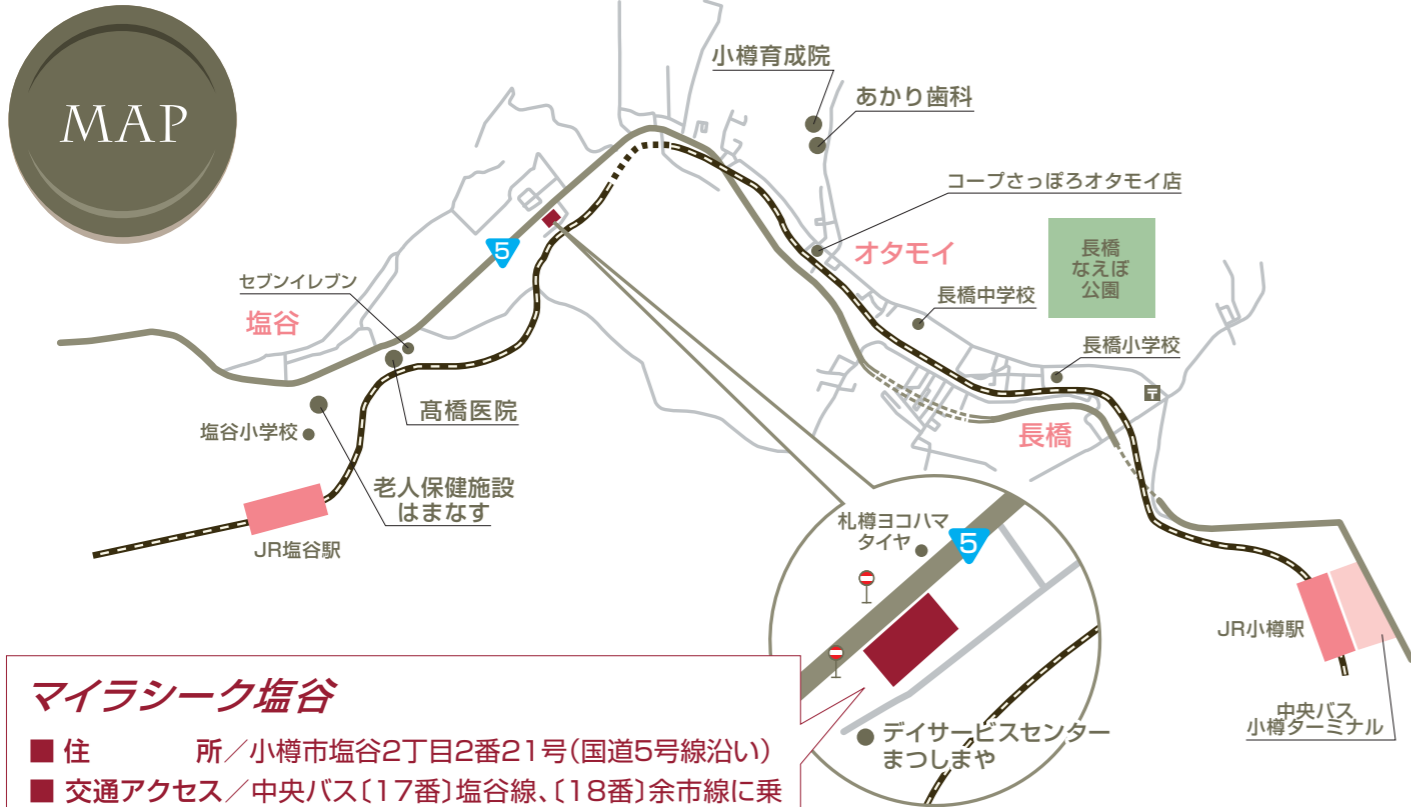 MAP
小樽育成院
あかり歯科
コープさっぽろオタモイ店
オタモイ
長橋
なえぼ
公園
5
セブンイレブン
塩谷
長橋中学校
長橋小学校
〒
髙橋医院
長橋
塩谷小学校
老人保健施設
はまなす
JR塩谷駅
札樽ヨコハマ
タイヤ
5
JR小樽駅
中央バス
小樽ターミナル
デイサービスセンター
まつしまや
マイラシーク塩谷
■ 住　　　所／小樽市塩谷2丁目2番21号(国道5号線沿い)
■ 交通アクセス／中央バス〔17番〕塩谷線、〔18番〕余市線に乗